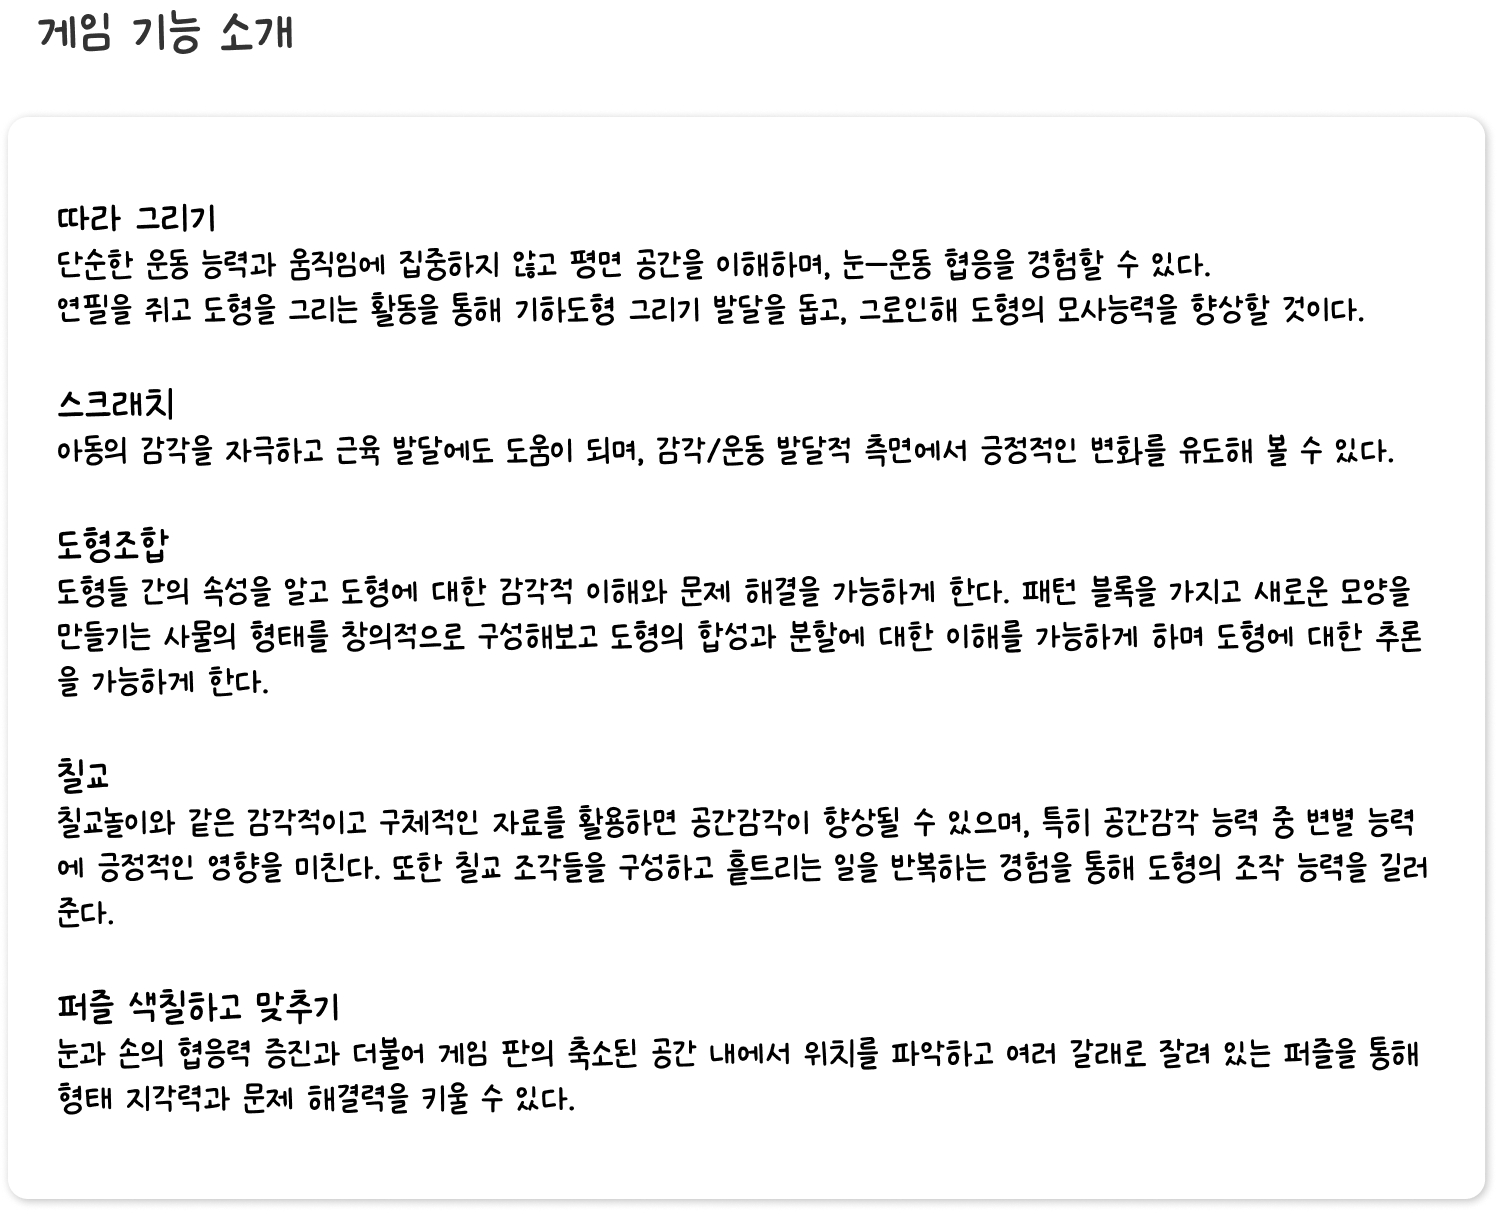 게임 기능 소개
따라 그리기
단순한 운동 능력과 움직임에 집중하지 않고 평면 공간을 이해하며, 눈-운동 협응을 경험할 수 있다.
연필을 쥐고 도형을 그리는 활동을 통해 기하도형 그리기 발달을 돕고, 그로인해 도형의 모사능력을 향상할 것이다.
스크래치
아동의 감각을 자극하고 근육 발달에도 도움이 되며, 감각/운동 발달적 측면에서 긍정적인 변화를 유도해 볼 수 있다.
도형조합
도형들 간의 속성을 알고 도형에 대한 감각적 이해와 문제 해결을 가능하게 한다. 패턴 블록을 가지고 새로운 모양을
만들기는 사물의 형태를 창의적으로 구성해보고 도형의 합성과 분할에 대한 이해를 가능하게 하며 도형에 대한 추론
을 가능하게 한다.
칠교
칠교놀이와 같은 감각적이고 구체적인 자료를 활용하면 공간감각이 향상될 수 있으며, 특히 공간감각 능력 중 변별 능력
에 긍정적인 영향을 미친다. 또한 칠교 조각들을 구성하고 흩트리는 일을 반복하는 경험을 통해 도형의 조작 능력을 길러
준다.
퍼즐 색칠하고 맞추기
눈과 손의 협응력 증진과 더불어 게임 판의 축소된 공간 내에서 위치를 파악하고 여러 갈래로 잘려 있는 퍼즐을 통해
형태 지각력과 문제 해결력을 키울 수 있다.